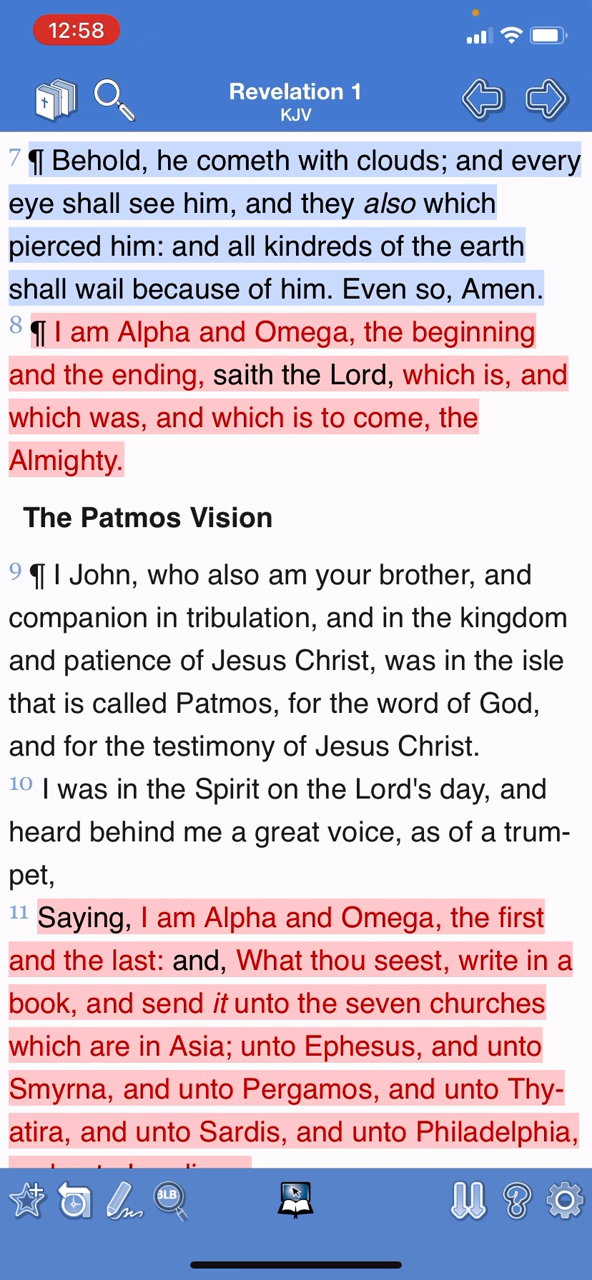 12:58
Revelation 1
KJV
7 ¶ Behold, he cometh with clouds; and every
eye shall see him, and they also which
pierced him: and all kindreds of the earth
shall wail because of him. Even so, Amen.
8 ¶ I am Alpha and Omega, the beginning
and the ending, saith the Lord, which is, and
which was, and which is to come, the
Almighty.
The Patmos Vision
9 ¶ I John, who also am your brother, and
companion in tribulation, and in the kingdom
and patience of Jesus Christ, was in the isle
that is called Patmos, for the word of God,
and for the testimony of Jesus Christ.
10 I was in the Spirit on the Lord's day, and
heard behind me a great voice, as of a trum-
pet,
11 Saying, I am Alpha and Omega, the first
and the last: and, What thou seest, write in a
book, and send it unto the seven churches
which are in Asia; unto Ephesus, and unto
Smyrna, and unto Pergamos, and unto Thy-
atira, and unto Sardis, and unto Philadelphia,
BLB